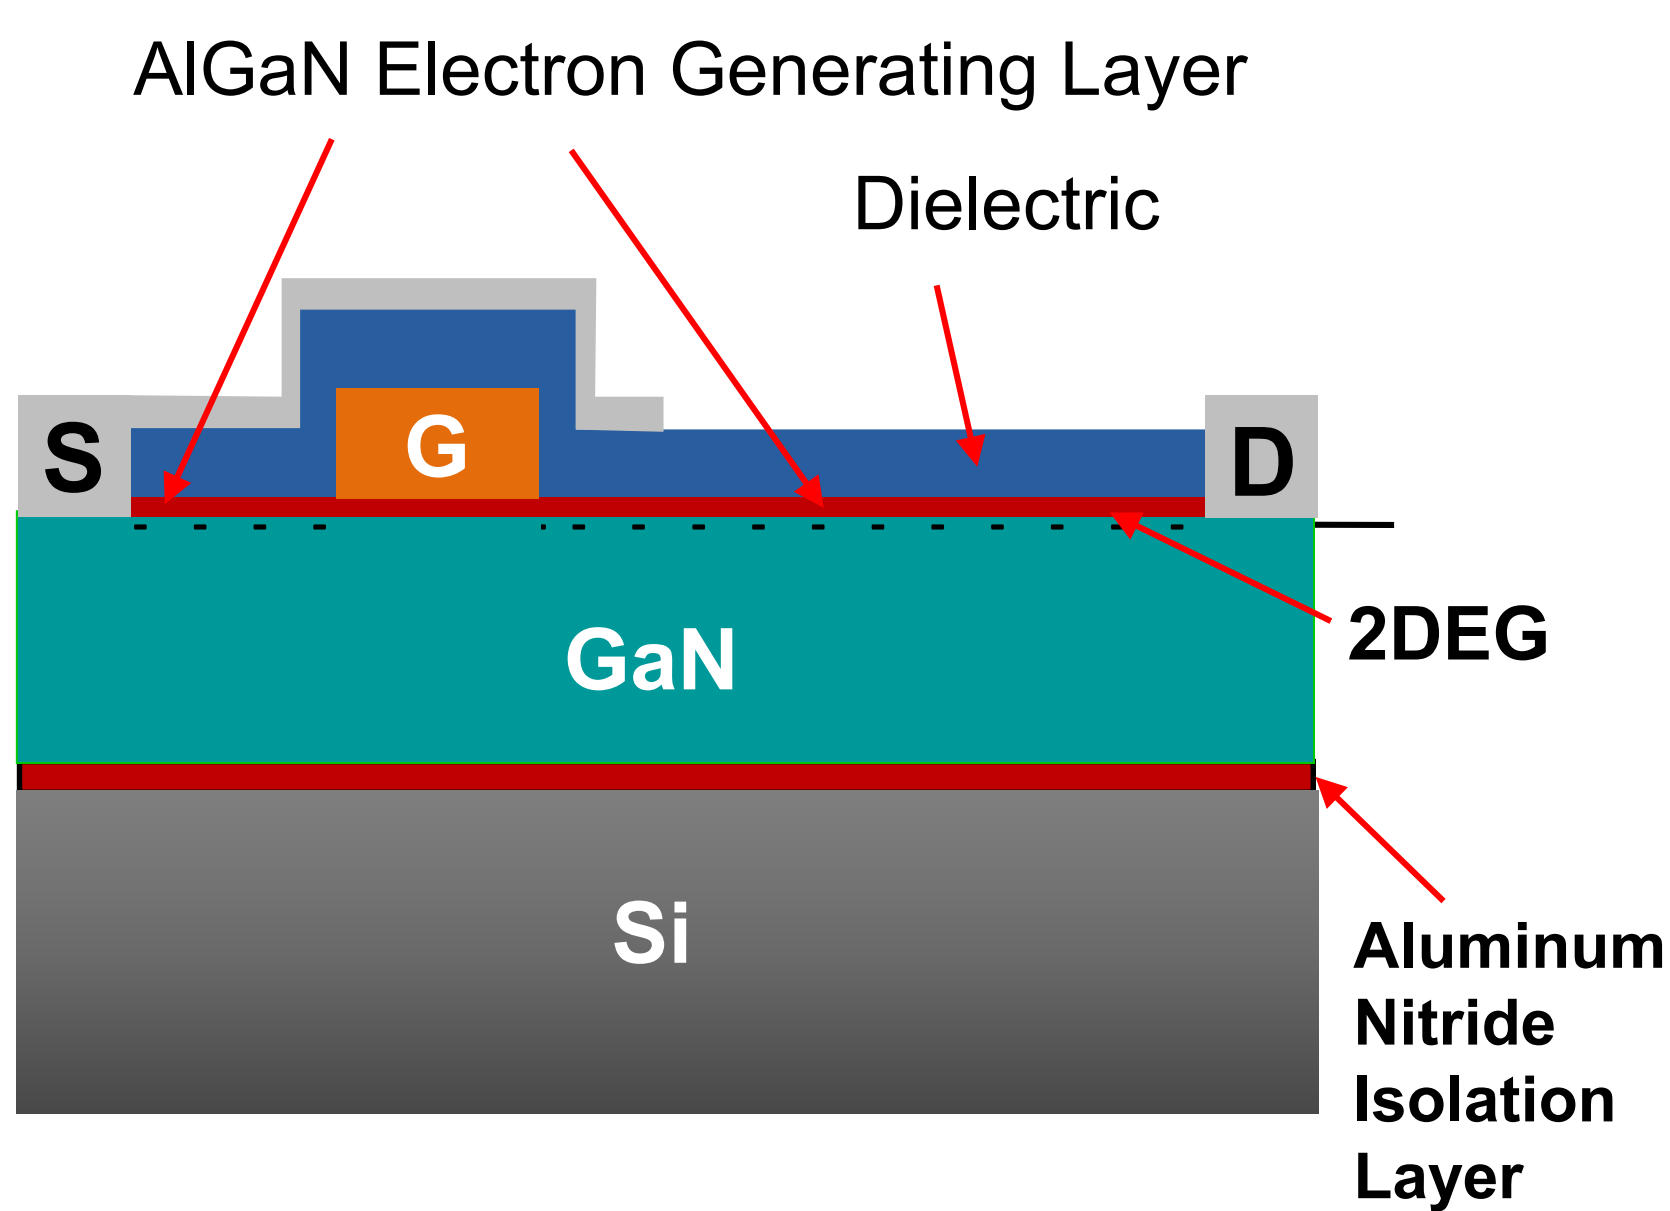 AlGaN Electron Generating Layer
Dielectric
S
G
D
GaN
2DEG
Si
Aluminum
Nitride
Isolation
Layer